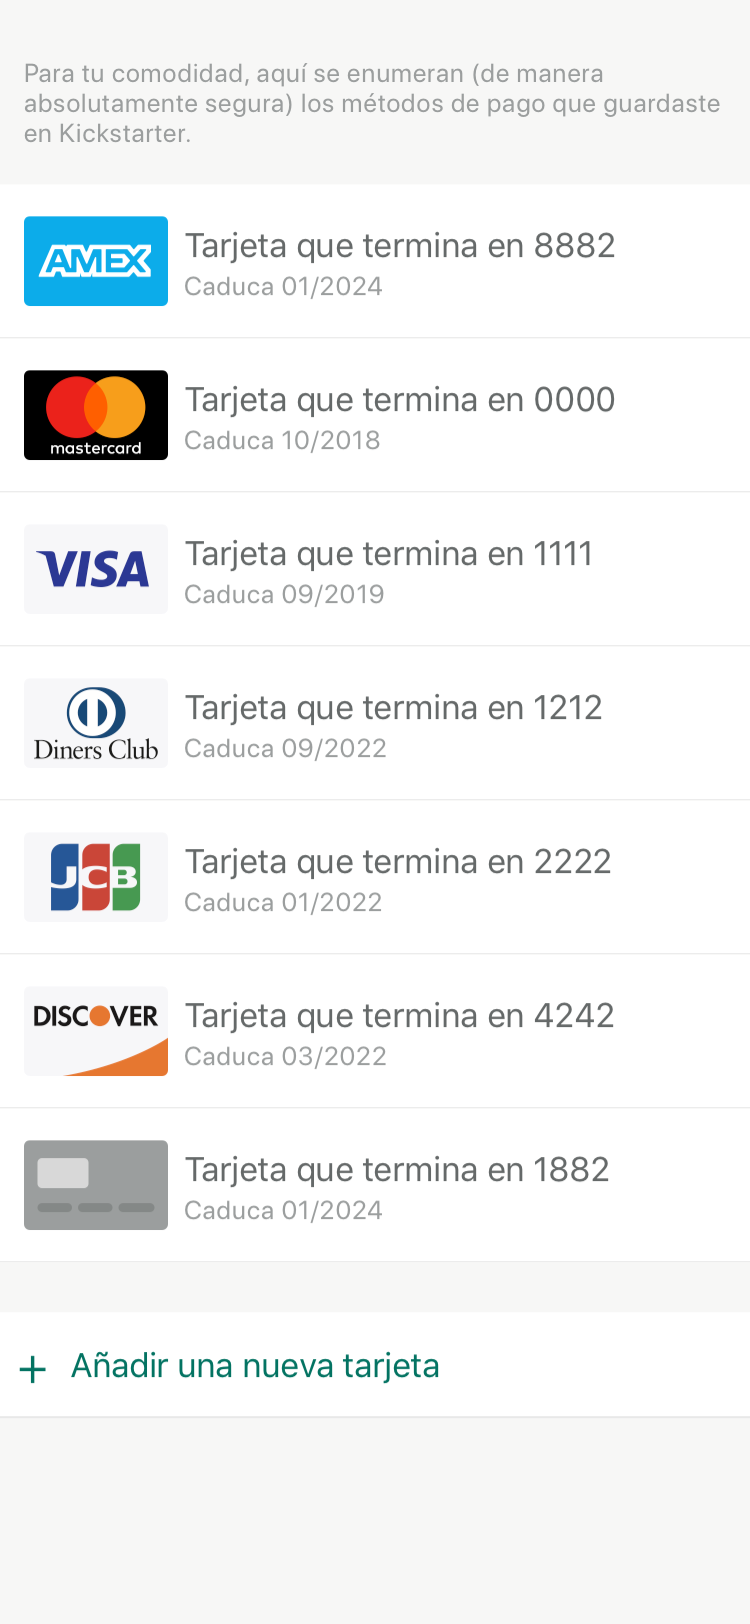 Para tu comodidad, aquí se enumeran (de manera
absolutamente segura) los métodos de pago que guardaste
en Kickstarter.
AMEX
Tarjeta que termina en 8882
Caduca 01/2024
mastercard
Tarjeta que termina en 0000
Caduca 10/2018
VISA
Tarjeta que termina en 1111
Caduca 09/2019
Diners Club
Tarjeta que termina en 1212
Caduca 09/2022
JCB
Tarjeta que termina en 2222
Caduca 01/2022
DISCOVER
Tarjeta que termina en 4242
Caduca 03/2022
Tarjeta que termina en 1882
Caduca 01/2024
+ Añadir una nueva tarjeta